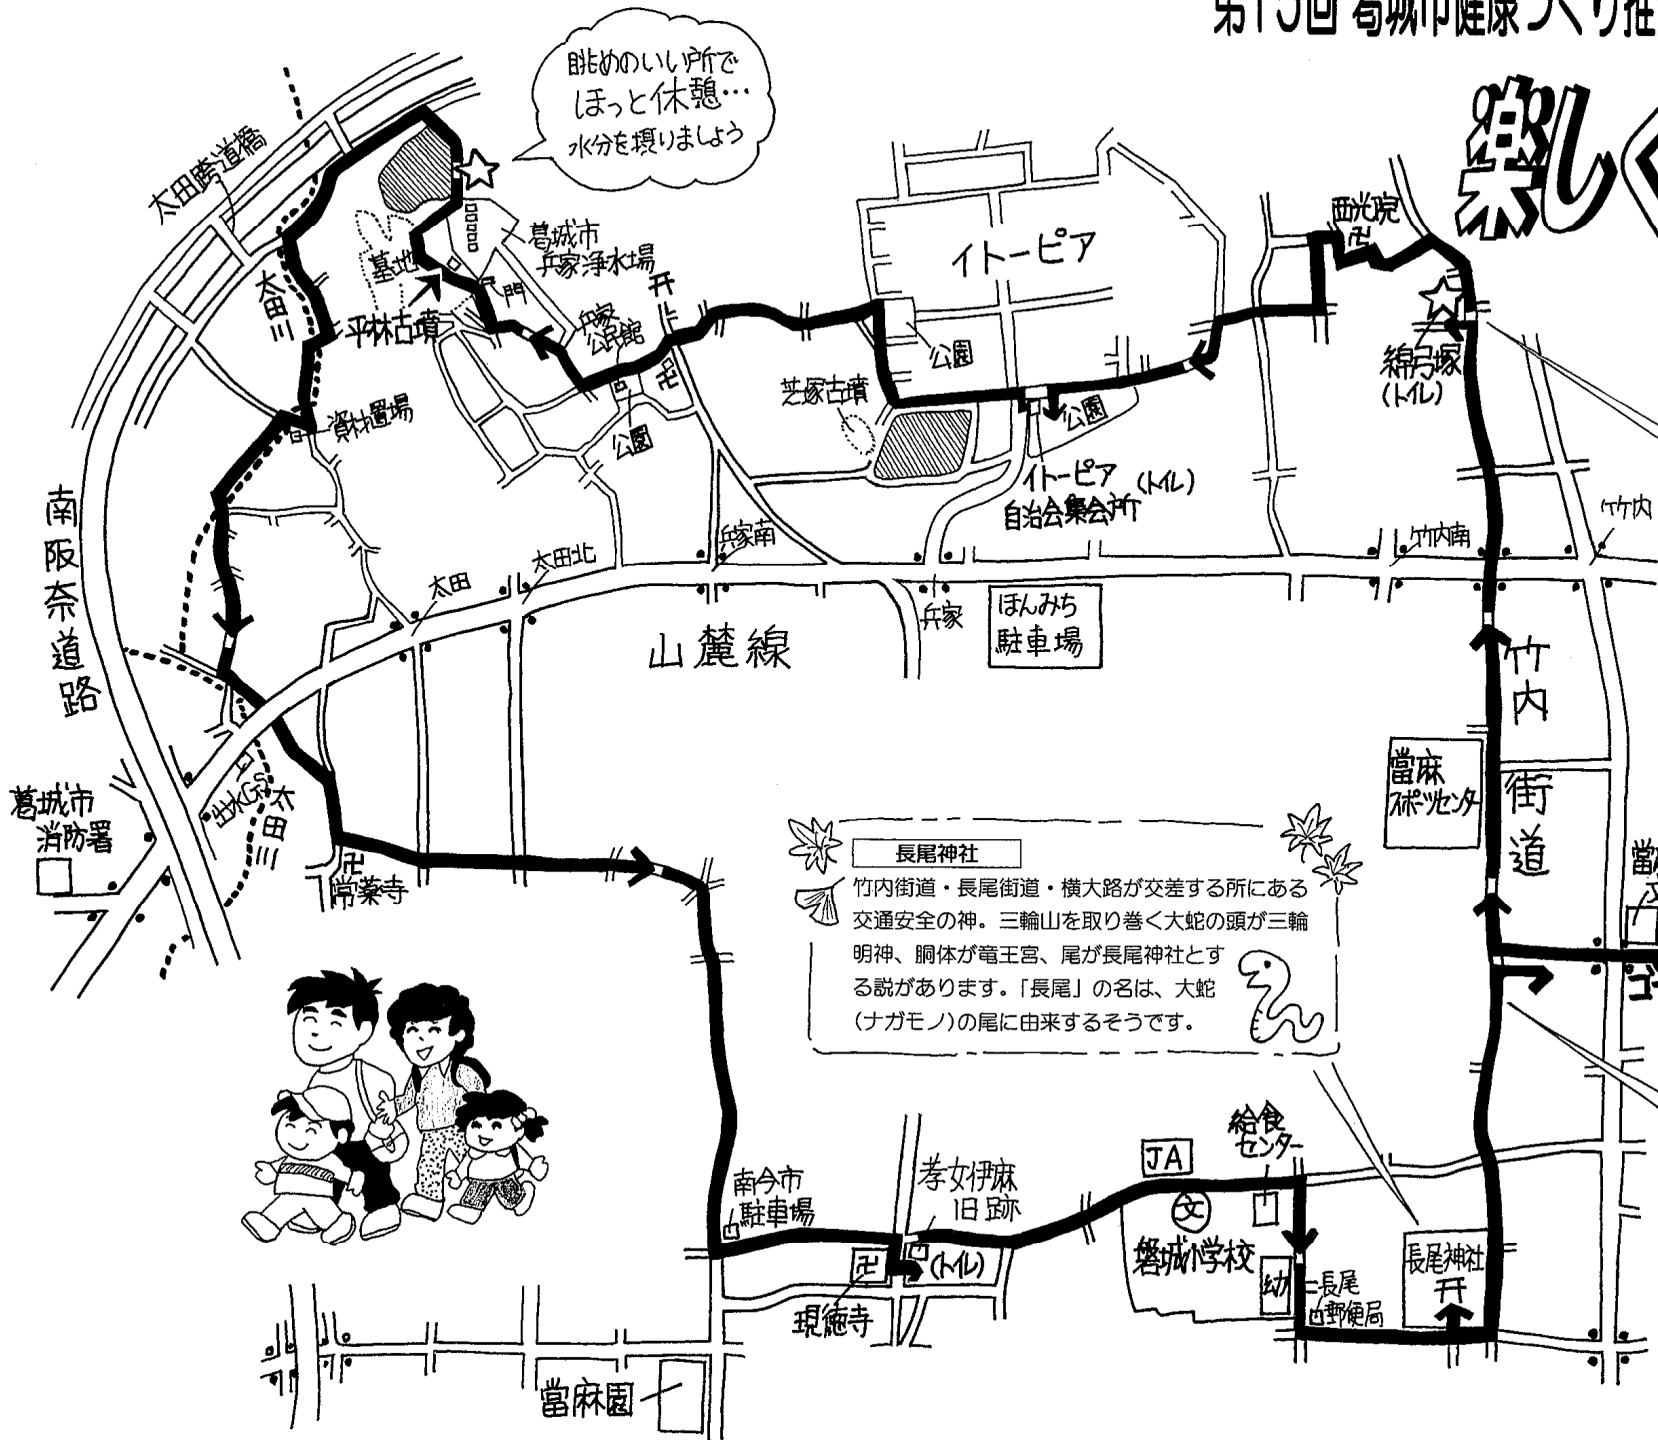 第15回 葛城市健康づくり推
楽しく
眺めのいい所で
ほっと休憩…
水分を摂りましょう
太田跨道橋
太田川
墓地
平林古墳
葛城市
兵家浄水場
門
兵家
公民館
公園
資材置場
イトーピア
公園
芝塚古墳
公園
イトーピア
自治会集会所
(トイレ)
西光院
綿弓塚
(トイレ)
竹内
竹内南
兵家南
太田北
太田
兵家
南阪奈道路
山麓線
ほんみち
駐車場
竹内街道
當麻
スポーツセンター
葛城市
消防署
出水GS
太田川
常薬寺
長尾神社
竹内街道・長尾街道・横大路が交差する所にある
交通安全の神。三輪山を取り巻く大蛇の頭が三輪
明神、胴体が竜王宮、尾が長尾神社とす
る説があります。「長尾」の名は、大蛇
(ナガモノ)の尾に由来するそうです。
南今市
駐車場
孝女伊麻
旧跡
(トイレ)
現徳寺
JA
給食
センター
文
磐城小学校
幼
長尾
郵便局
長尾神社
當麻園